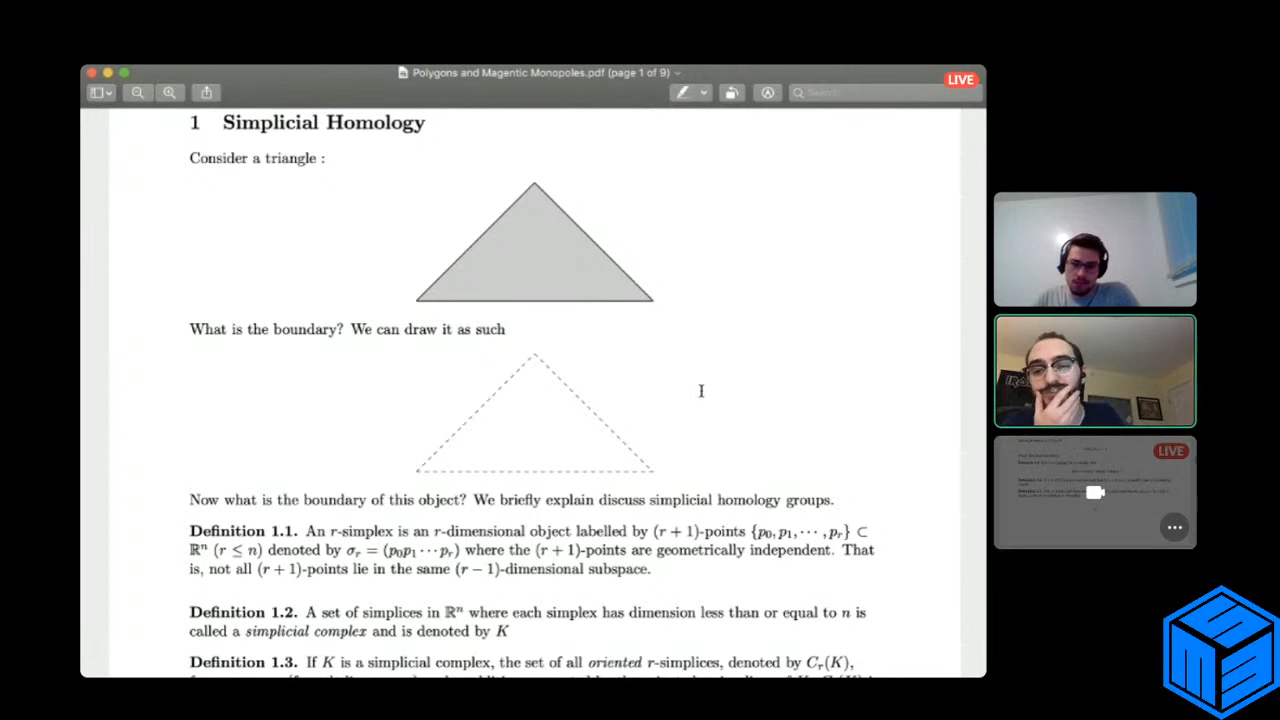 Polygons and Magentic Monopoles.pdf (page 1 of 9)
LIVE
Search
1 Simplicial Homology
Consider a triangle :
What is the boundary? We can draw it as such
Now what is the boundary of this object? We briefly explain discuss simplicial homology groups.
Definition 1.1. An r-simplex is an r-dimensional object labelled by (r + 1)-points {p₀, p₁, ⋯ , pᵣ} ⊂
ℝⁿ (r ≤ n) denoted by σᵣ = (p₀p₁ ⋯ pᵣ) where the (r + 1)-points are geometrically independent. That
is, not all (r + 1)-points lie in the same (r − 1)-dimensional subspace.
Definition 1.2. A set of simplices in ℝⁿ where each simplex has dimension less than or equal to n is
called a simplicial complex and is denoted by K
Definition 1.3. If K is a simplicial complex, the set of all oriented r-simplices, denoted by Cᵣ(K),
LIVE